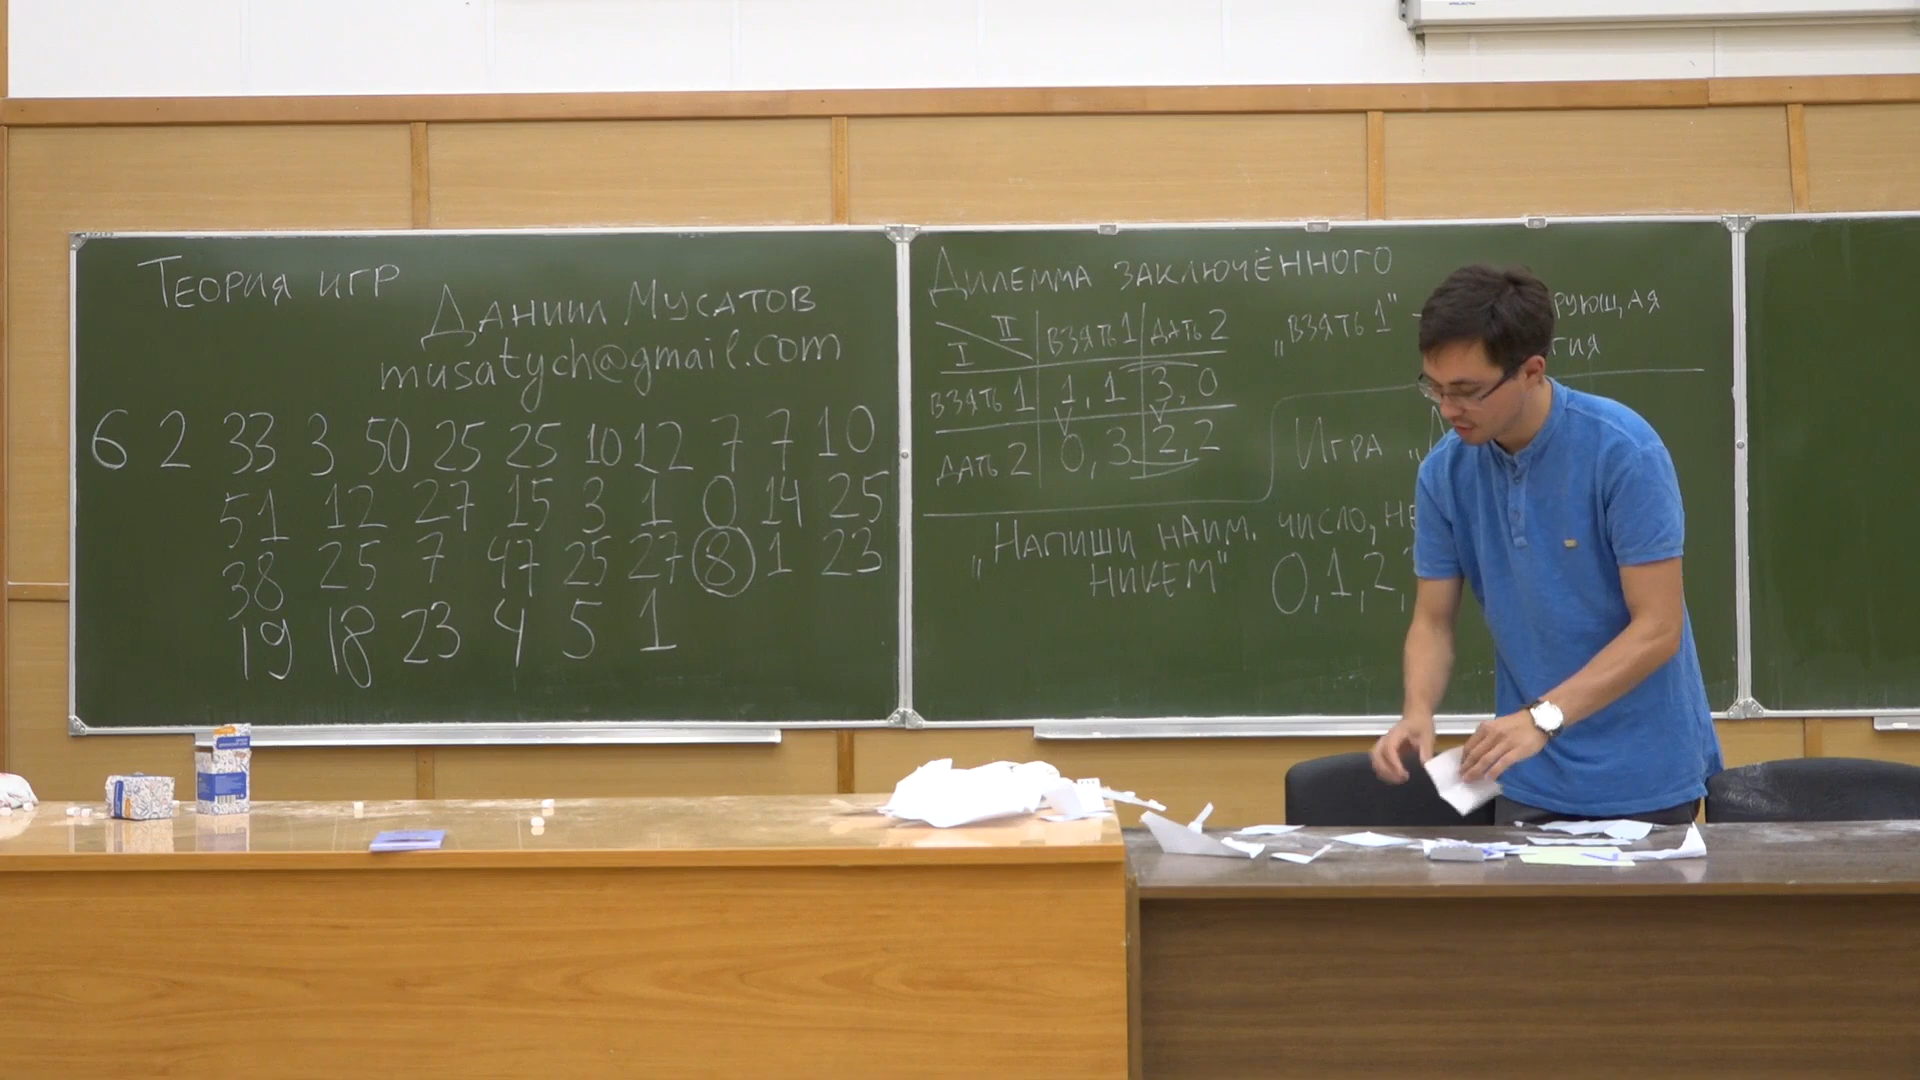 Теория игр
Даниил Мусатов
musatych@gmail.com
6 2 33 3 50 25 25 10 12 7 7 10
51 12 27 15 3 1 0 14 25
38 25 7 47 25 27 8 1 23
19 18 23 4 5 1
Дилемма заключённого
I II взять 1 дать 2
взять 1 1, 1 3, 0
дать 2 0, 3 2, 2
„взять 1" -
Игра „
„Напиши наим. число, не
никем"
0, 1, 2,